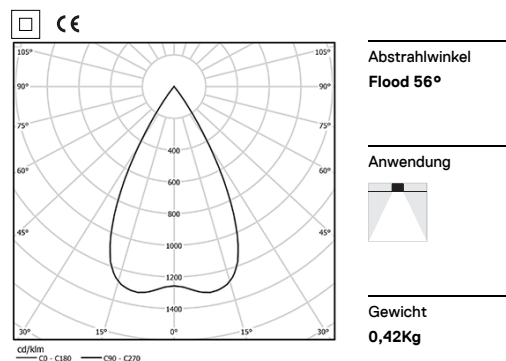 CE
105° 105°
90° 90°
75° 75°
60° 60°
45° 45°
400
600
800
1000
1200
1400
30° 15° 0° 15° 30°
cd/klm
C0 - C180 C90 - C270
Abstrahlwinkel
Flood 56°
Anwendung
Gewicht
0,42Kg